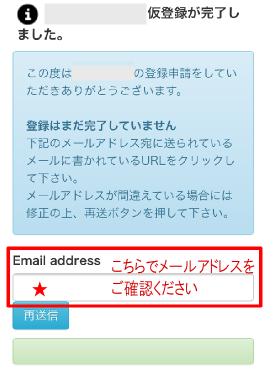 仮登録が完了し
ました。
この度は の登録申請をしてい
ただきありがとうございます。
登録はまだ完了していません
下記のメールアドレス宛に送られている
メールに書かれているURLをクリックし
て下さい。
メールアドレスが間違えている場合には
修正の上、再送ボタンを押して下さい。
Email address
こちらでメールアドレスを
ご確認ください
再送信